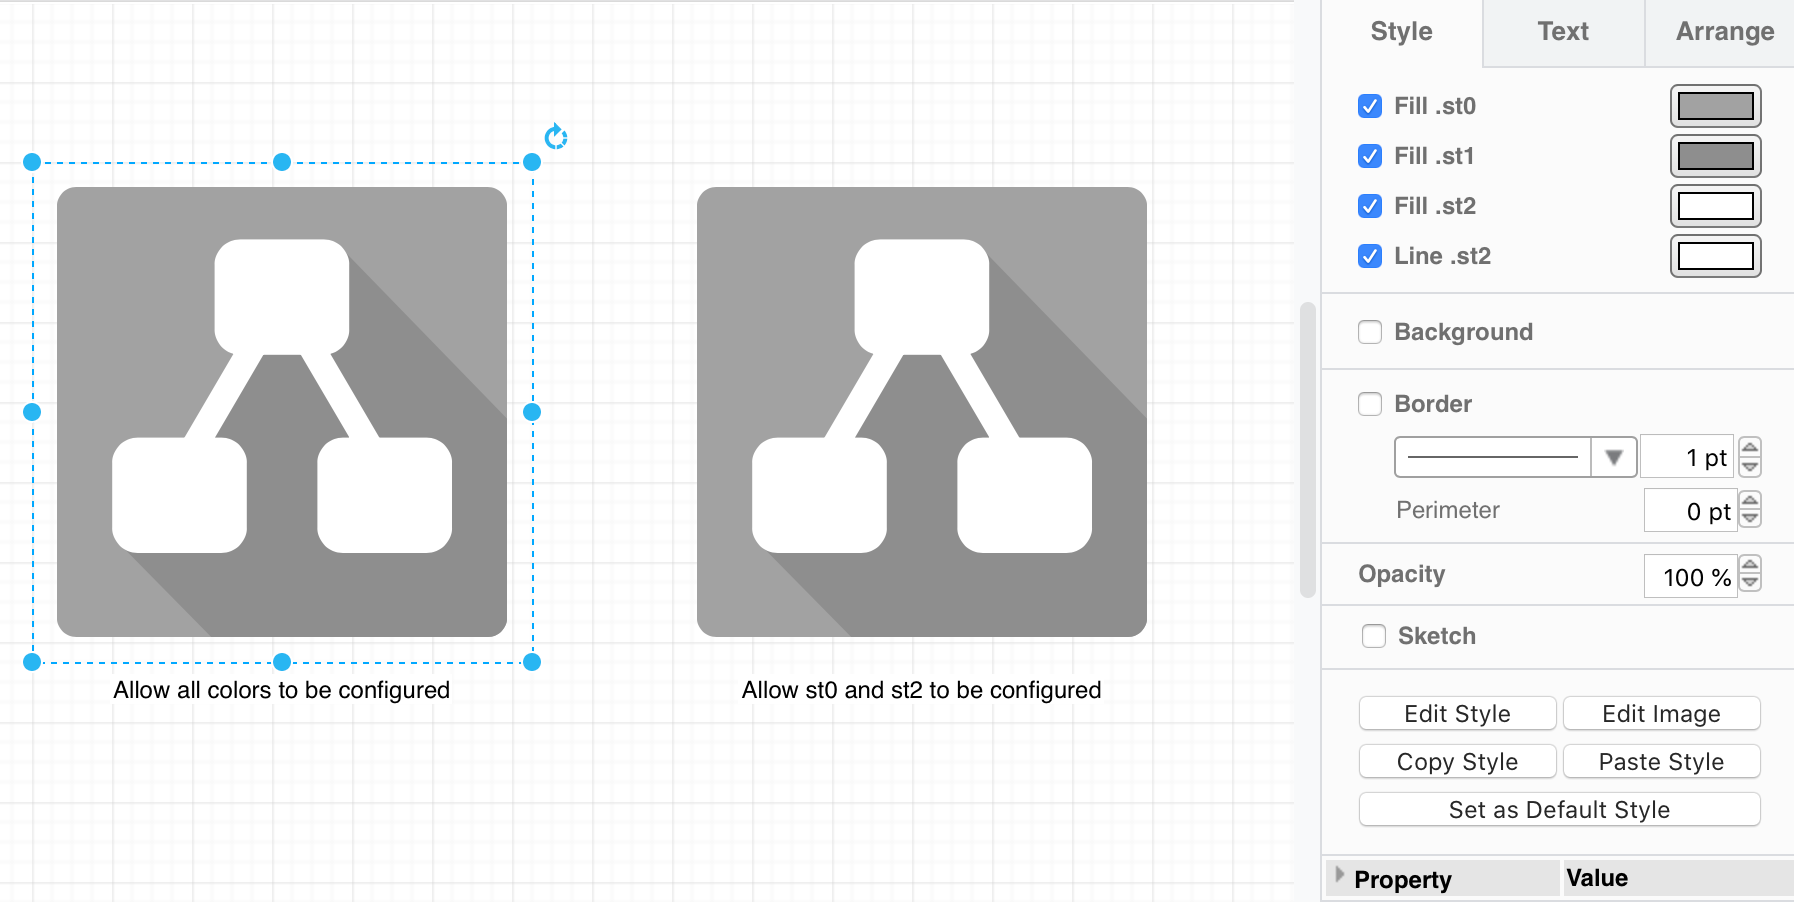 Style Text Arrange
Fill .st0
Fill .st1
Fill .st2
Line .st2
Background
Border
1 pt
Perimeter 0 pt
Opacity 100 %
Sketch
Edit Style Edit Image
Copy Style Paste Style
Set as Default Style
Property Value
Allow all colors to be configured
Allow st0 and st2 to be configured